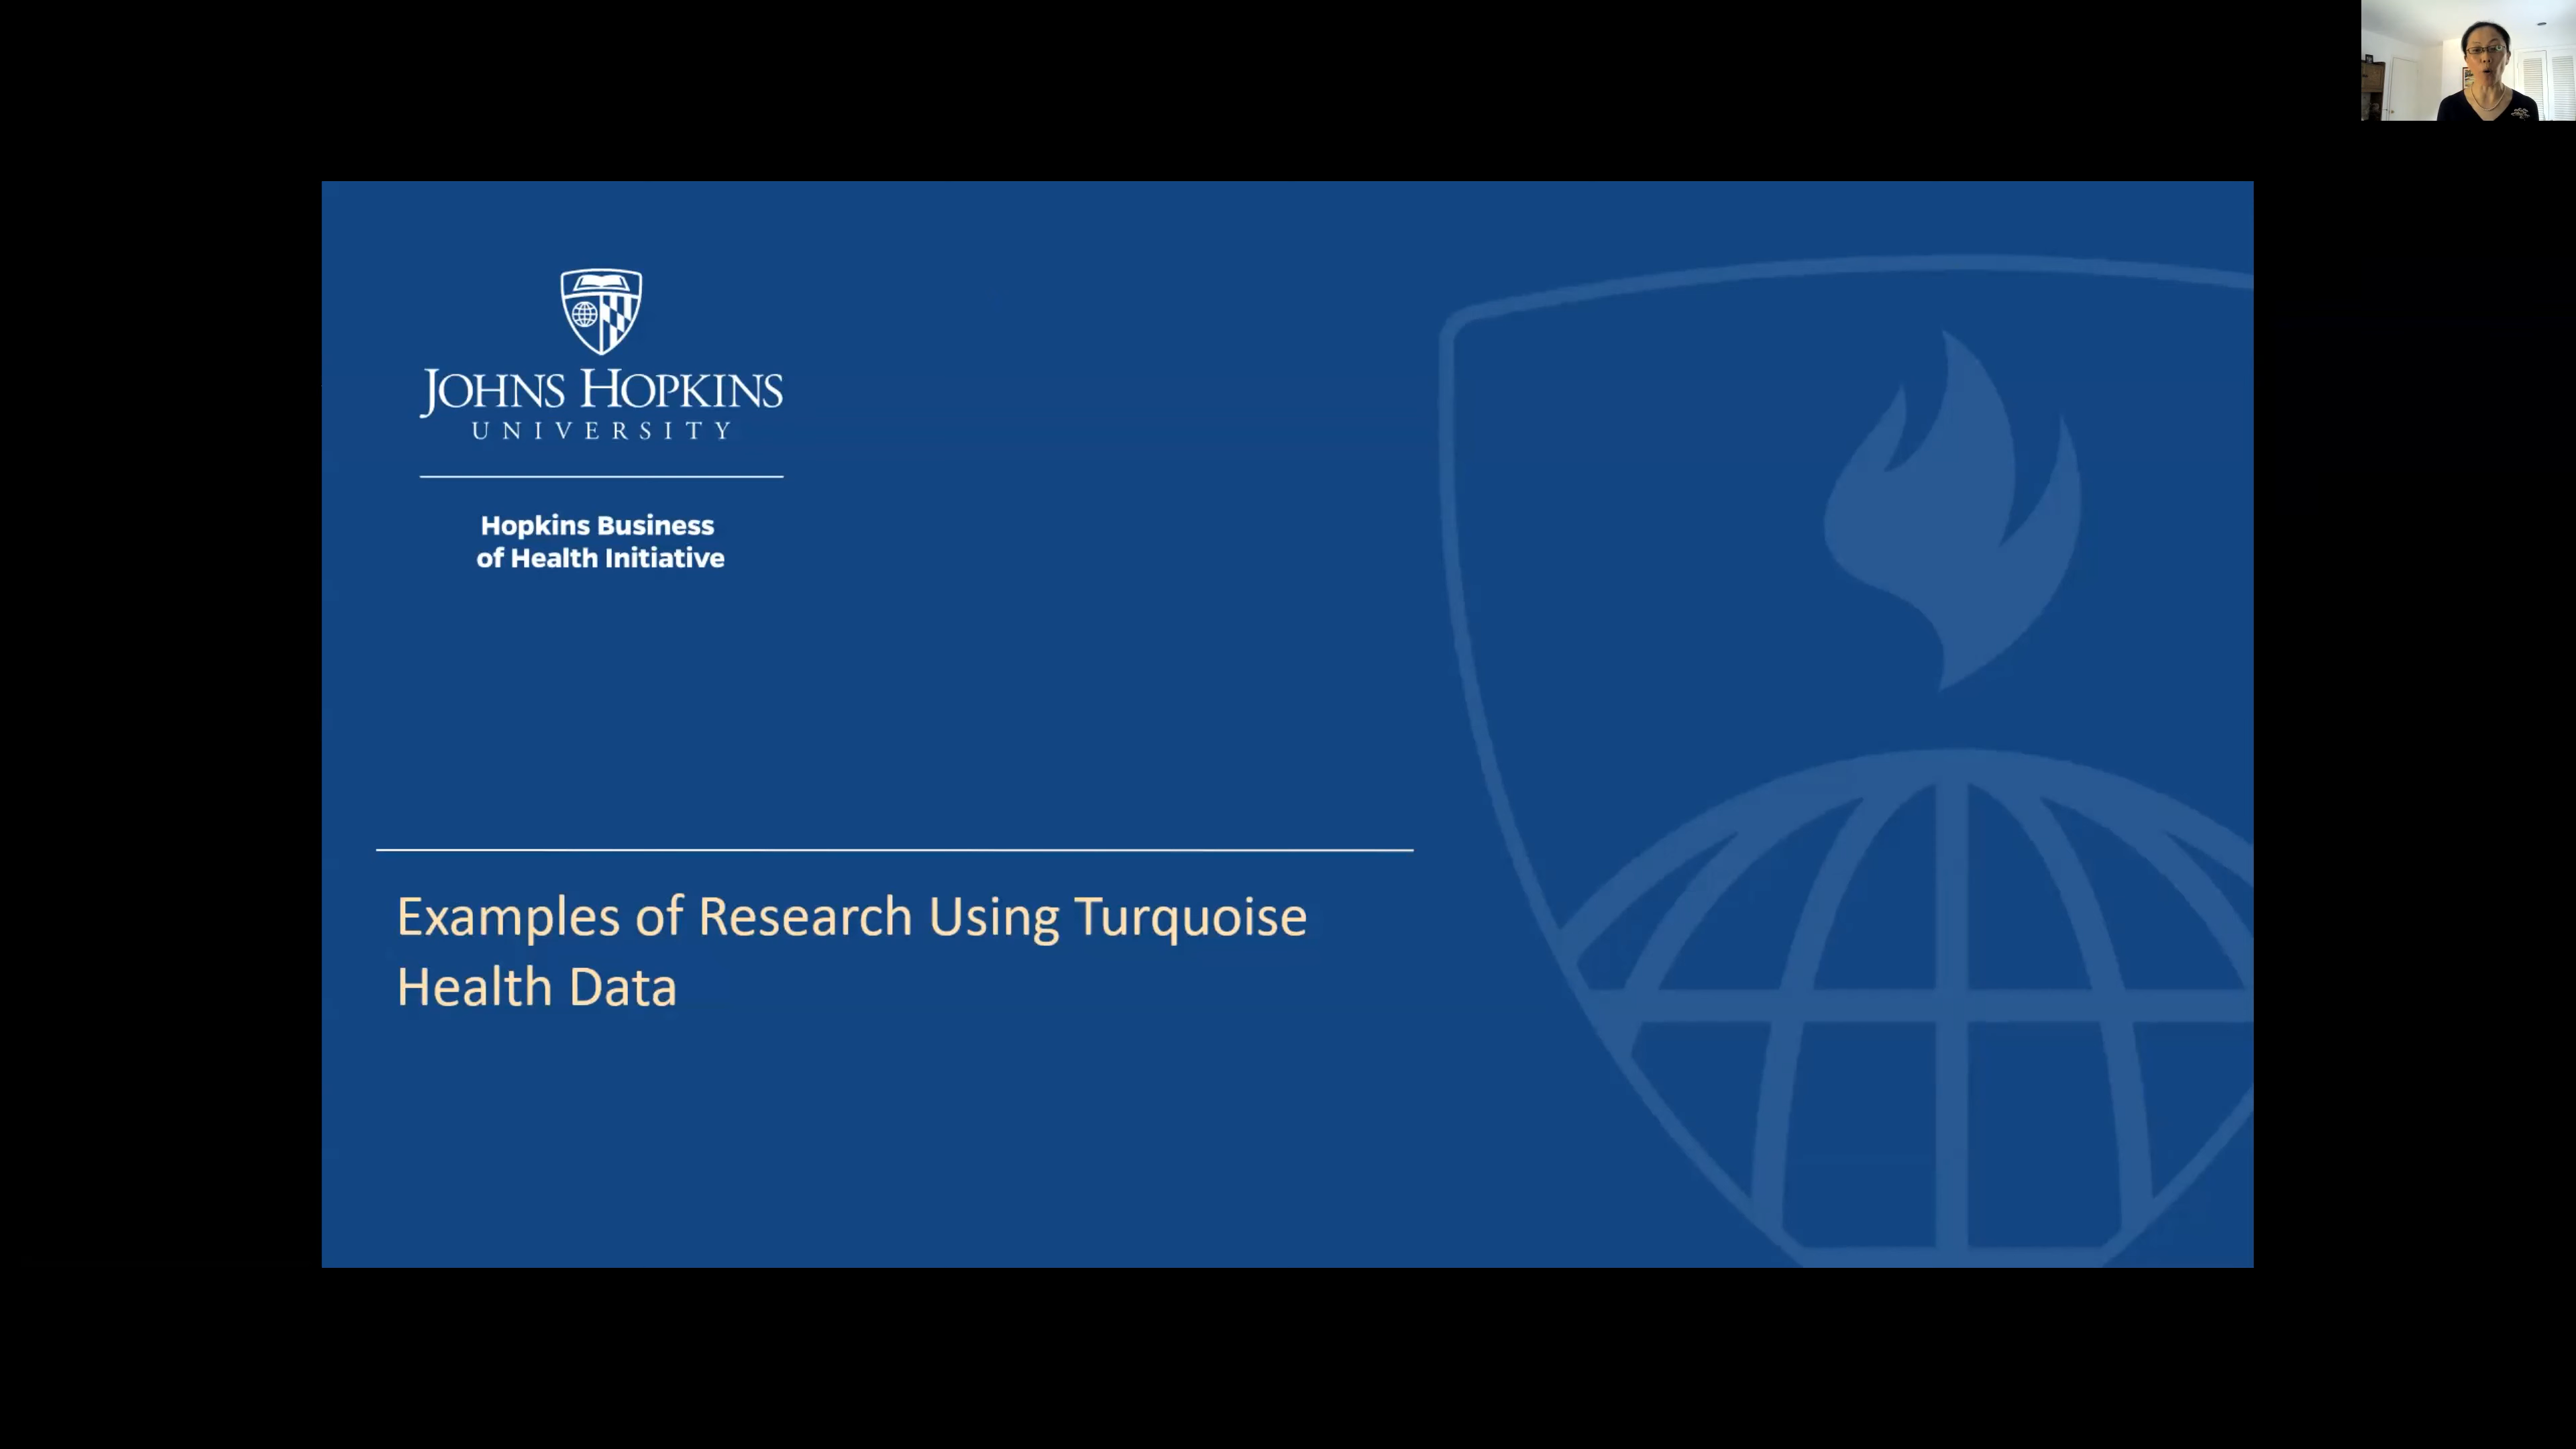 JOHNS HOPKINS
UNIVERSITY
Hopkins Business
of Health Initiative
Examples of Research Using Turquoise
Health Data